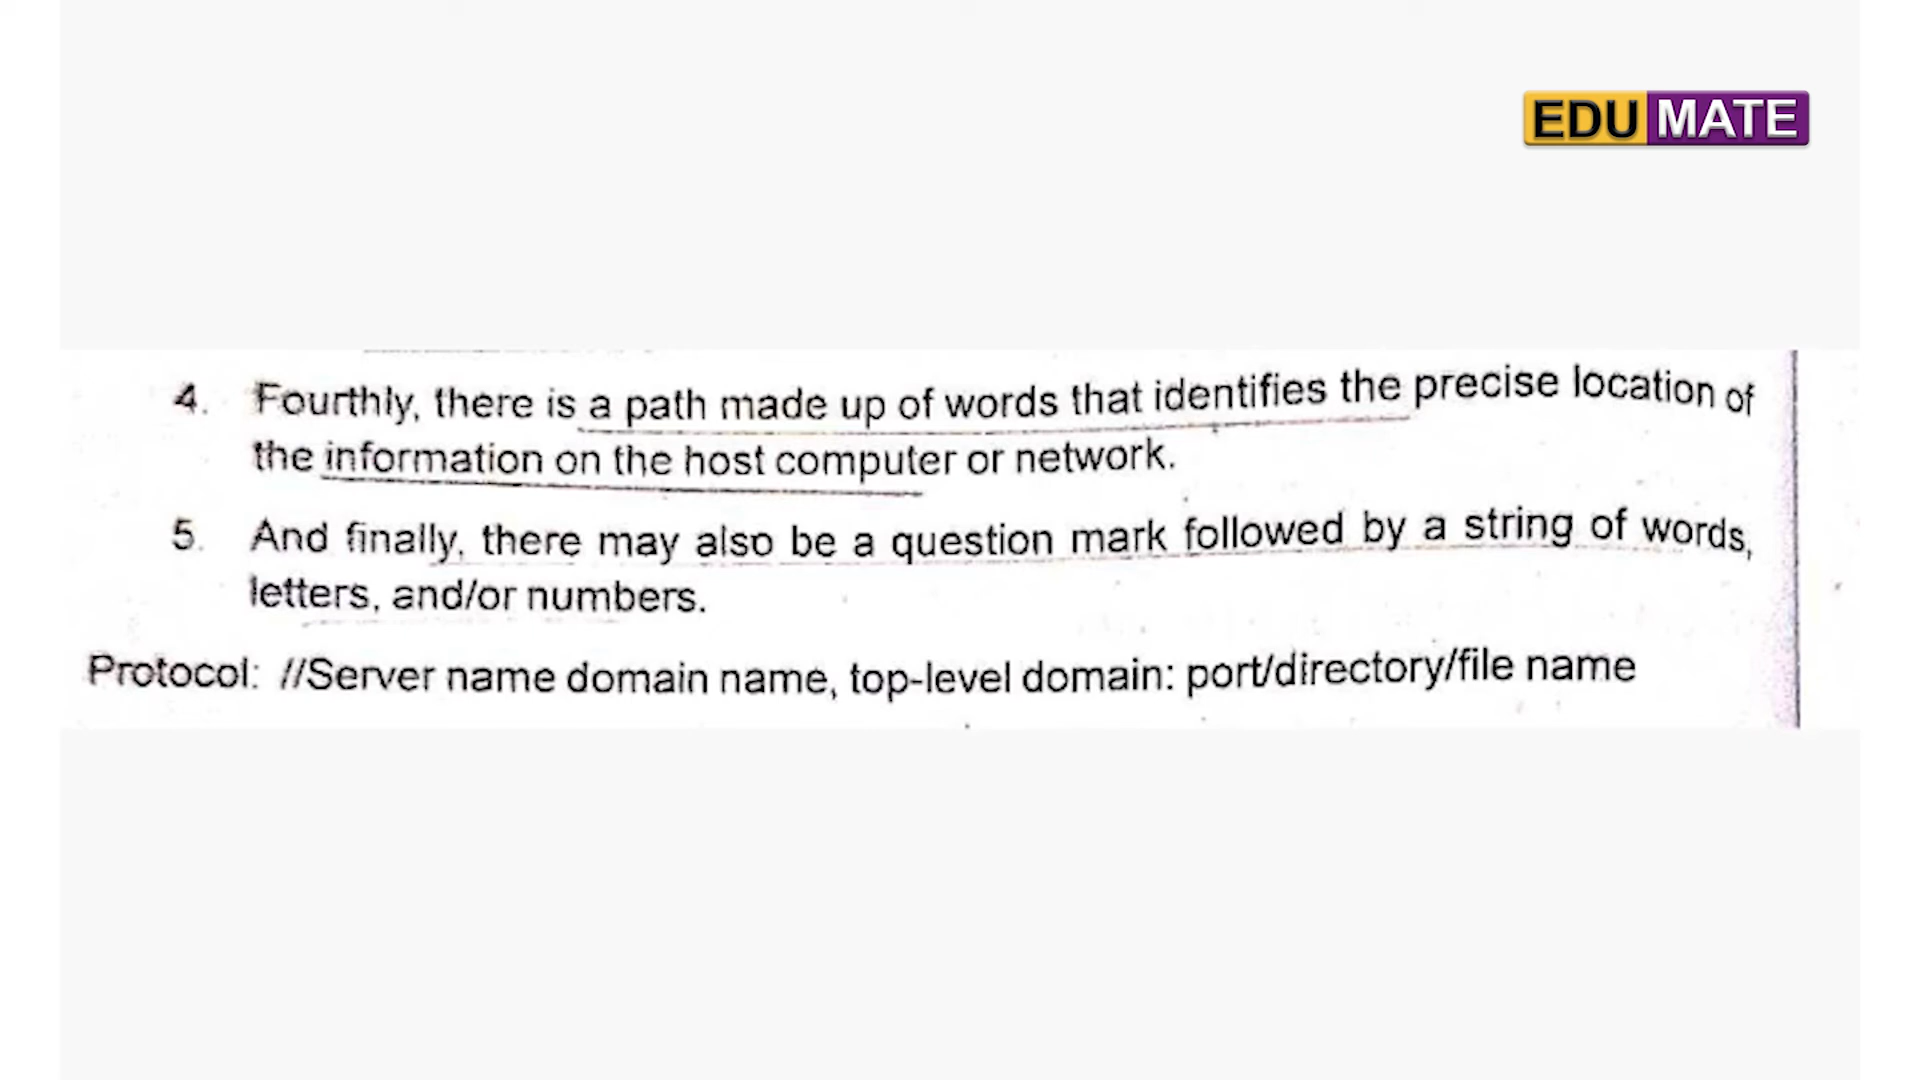 EDUMATE
4. Fourthly, there is a path made up of words that identifies the precise location of
the information on the host computer or network.
5. And finally, there may also be a question mark followed by a string of words,
letters, and/or numbers.
Protocol: //Server name domain name, top-level domain: port/directory/file name